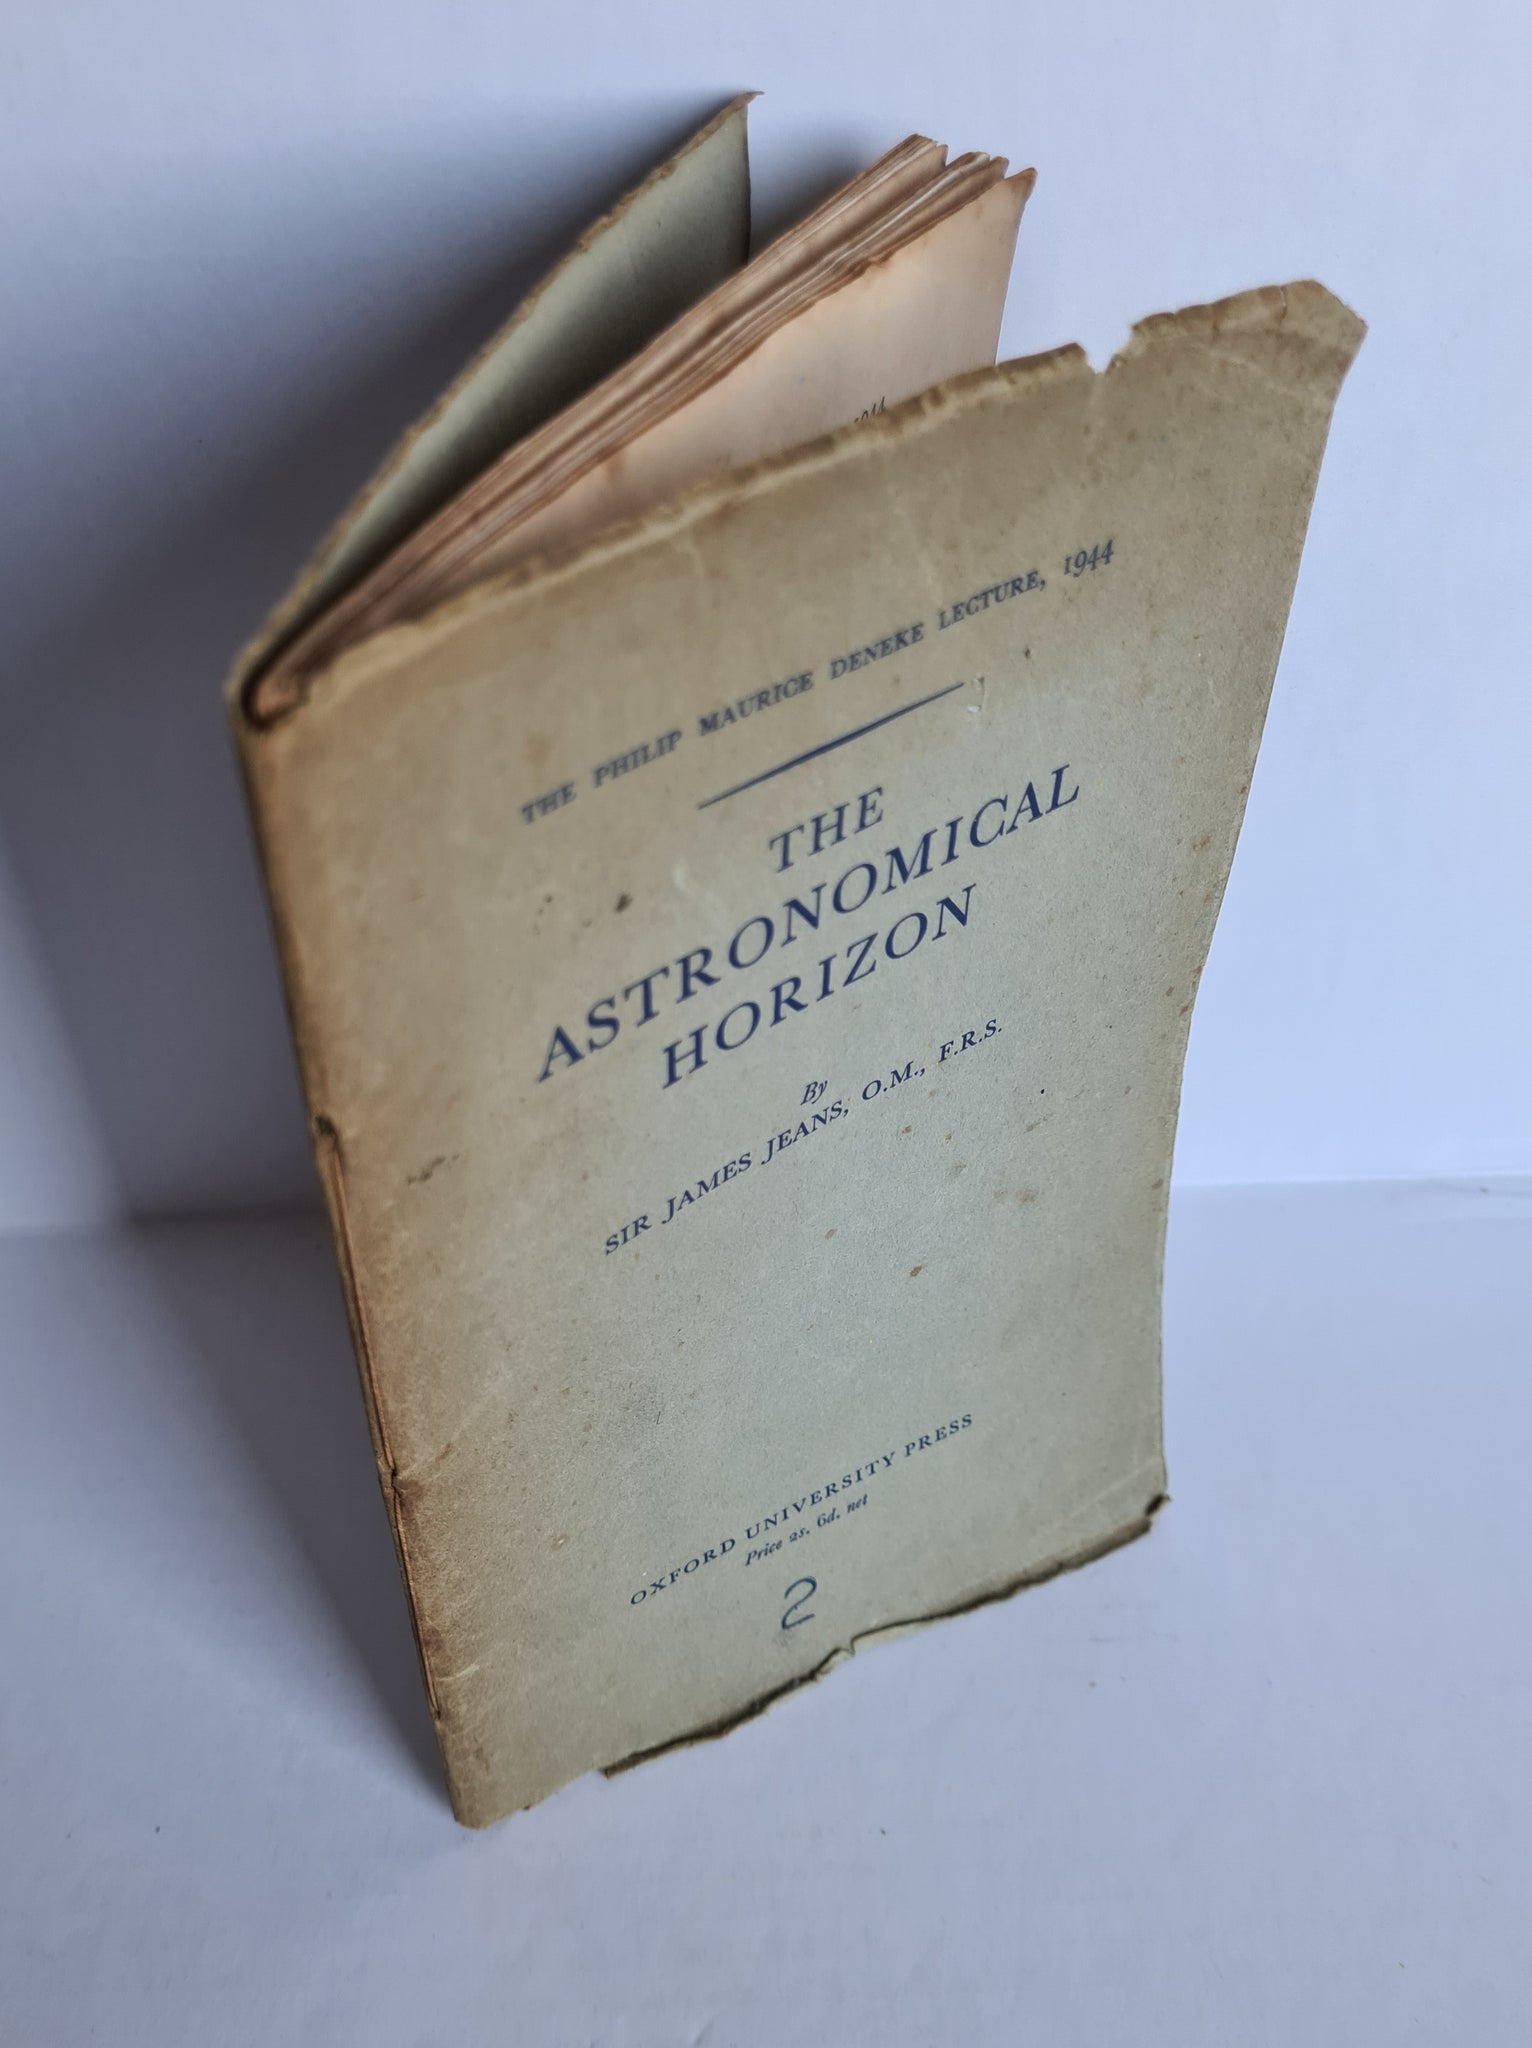 THE PHILIP MAURICE DENEKE LECTURE, 1944
THE
ASTRONOMICAL
HORIZON
By
SIR JAMES JEANS, O.M., F.R.S.
OXFORD UNIVERSITY PRESS
Price 2s. 6d. net
2